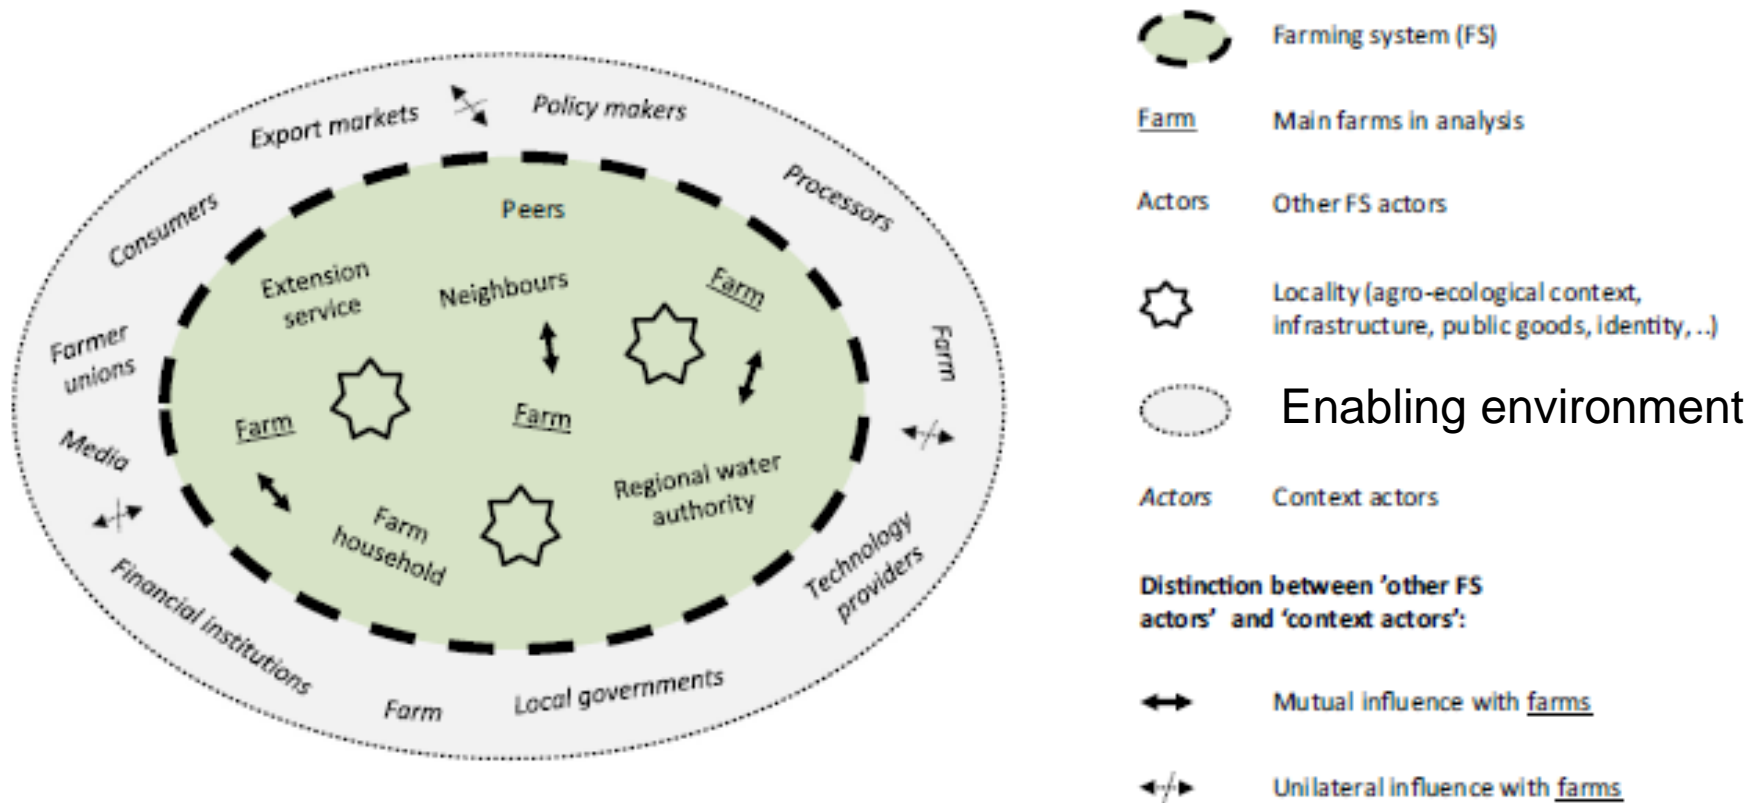 Export markets
Policy makers
Consumers
Processors
Peers
Extension
service
Neighbours
Farm
Farmer
unions
Farm
Media
Farm
Farm
Regional water
authority
Farm
household
Financial institutions
Technology
providers
Farm
Local governments
Farming system (FS)
Farm
Main farms in analysis
Actors
Other FS actors
Locality (agro-ecological context,
infrastructure, public goods, identity, ..)
Enabling environment
Actors
Context actors
Distinction between 'other FS
actors' and 'context actors':
Mutual influence with farms
Unilateral influence with farms